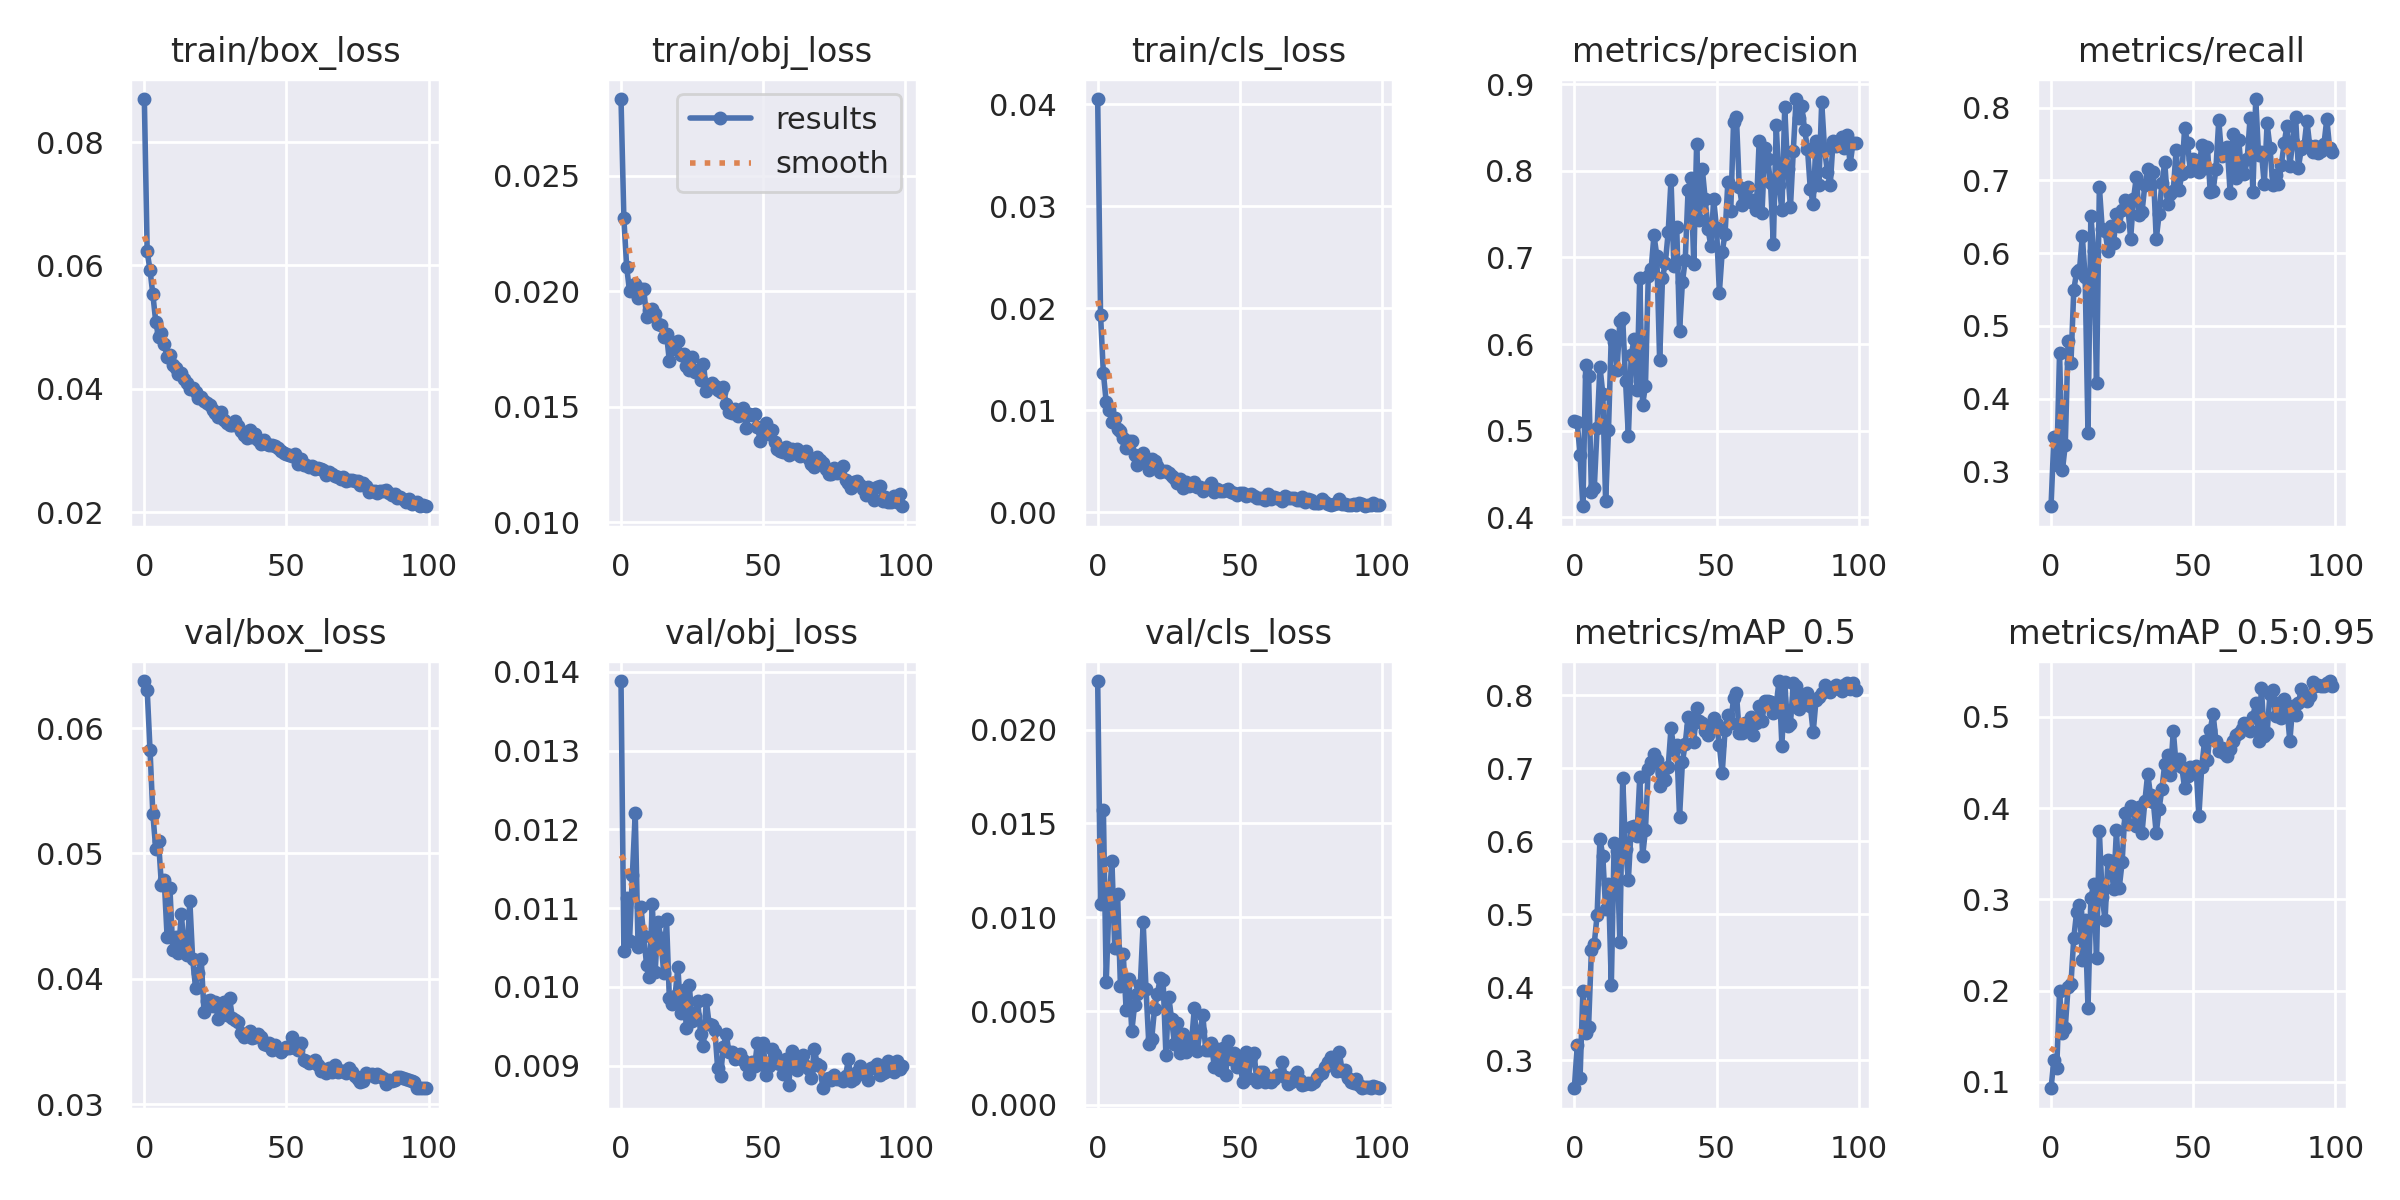 train/box_loss
0.08
0.06
0.04
0.02
0 50 100
train/obj_loss
results
smooth
0.025
0.020
0.015
0.010
0 50 100
train/cls_loss
0.04
0.03
0.02
0.01
0.00
0 50 100
metrics/precision
0.9
0.8
0.7
0.6
0.5
0.4
0 50 100
metrics/recall
0.8
0.7
0.6
0.5
0.4
0.3
0 50 100
val/box_loss
0.06
0.05
0.04
0.03
0 50 100
val/obj_loss
0.014
0.013
0.012
0.011
0.010
0.009
0 50 100
val/cls_loss
0.020
0.015
0.010
0.005
0.000
0 50 100
metrics/mAP_0.5
0.8
0.7
0.6
0.5
0.4
0.3
0 50 100
metrics/mAP_0.5:0.95
0.5
0.4
0.3
0.2
0.1
0 50 100